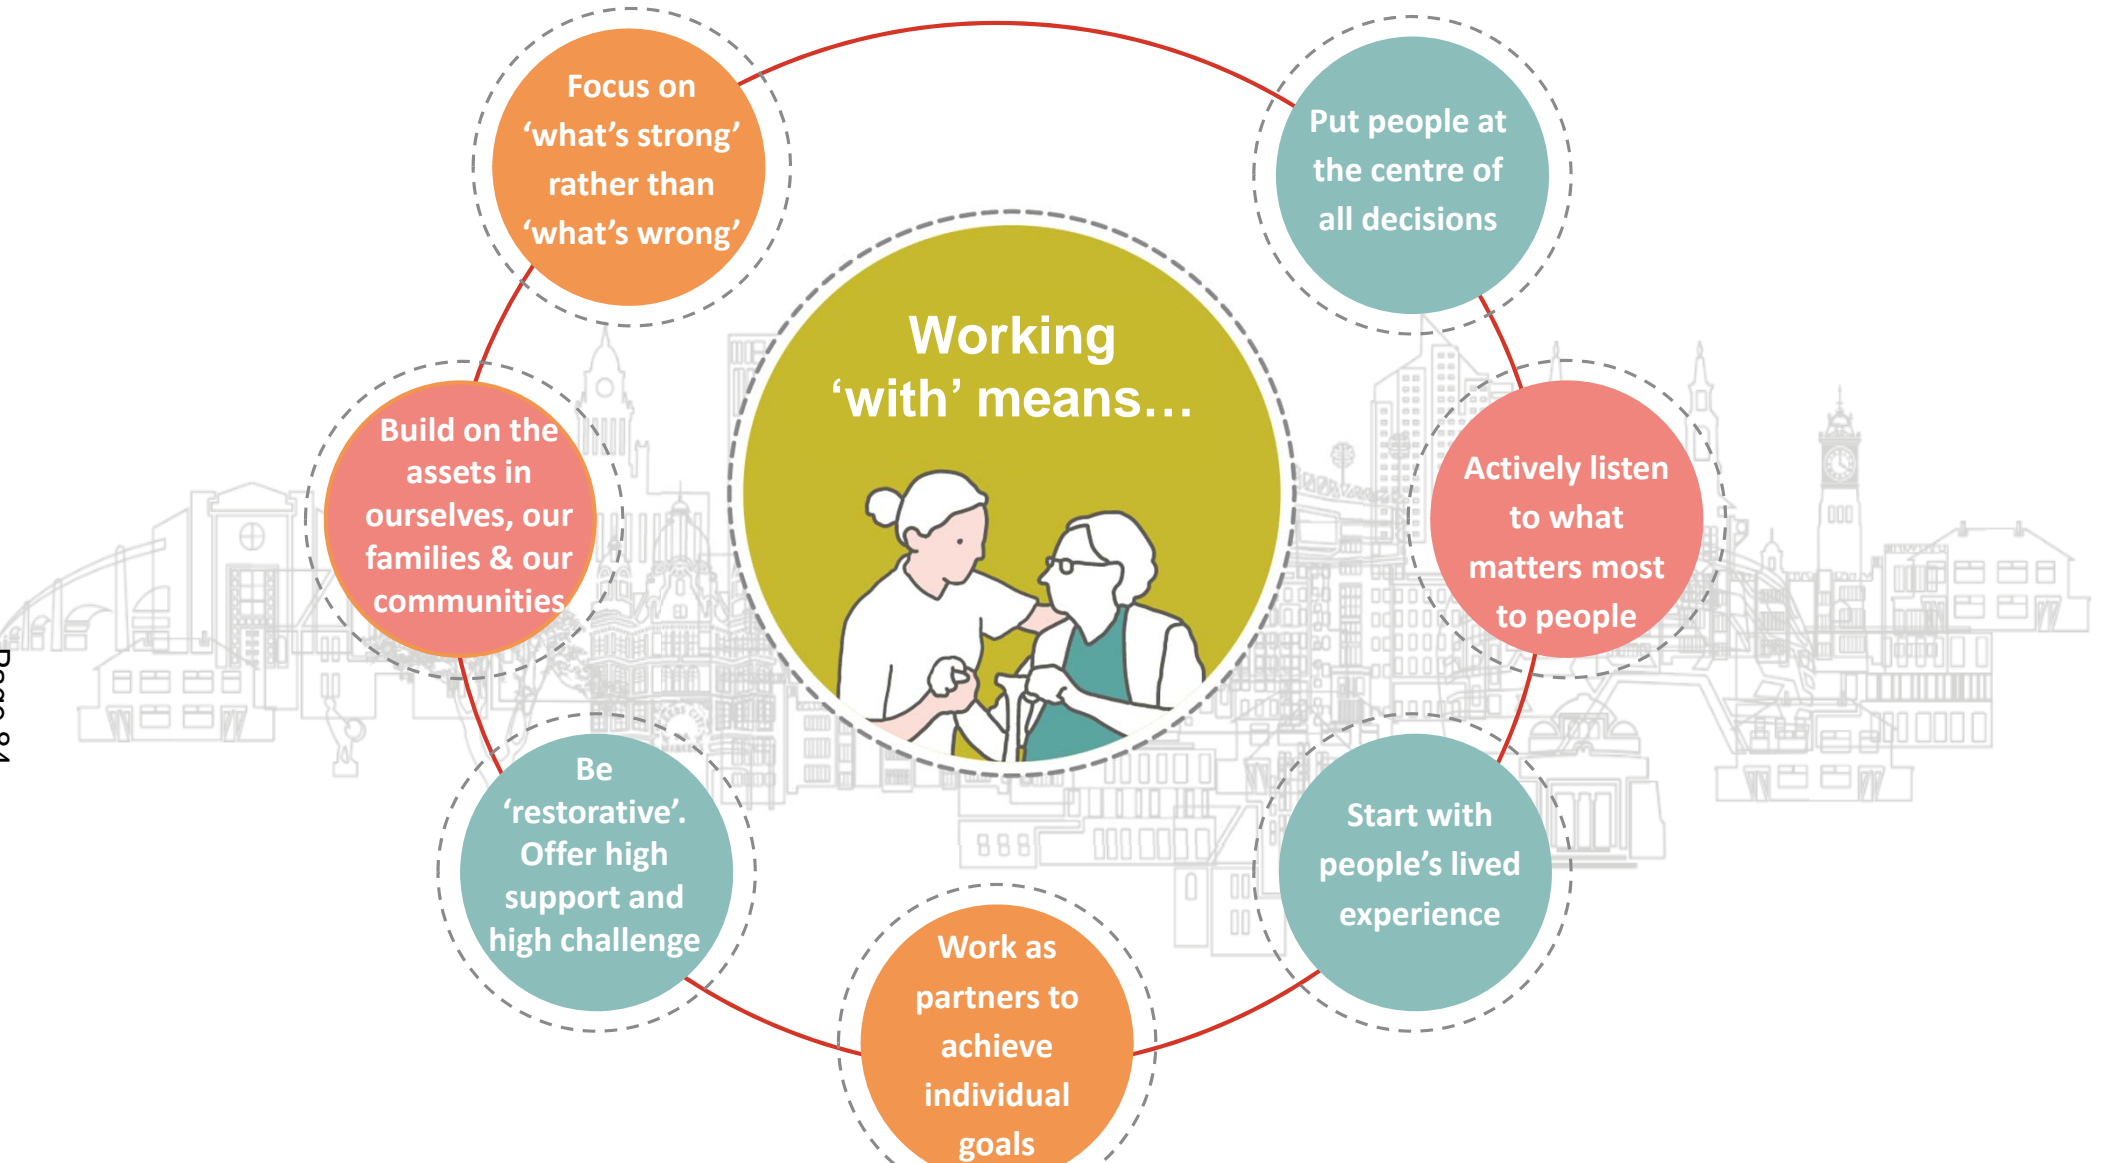 Focus on
‘what’s strong’
rather than
‘what’s wrong’
Put people at
the centre of
all decisions
Working
‘with’ means…
Build on the
assets in
ourselves, our
families & our
communities
Actively listen
to what
matters most
to people
Be
‘restorative’.
Offer high
support and
high challenge
Start with
people’s lived
experience
Work as
partners to
achieve
individual
goals
Page 84